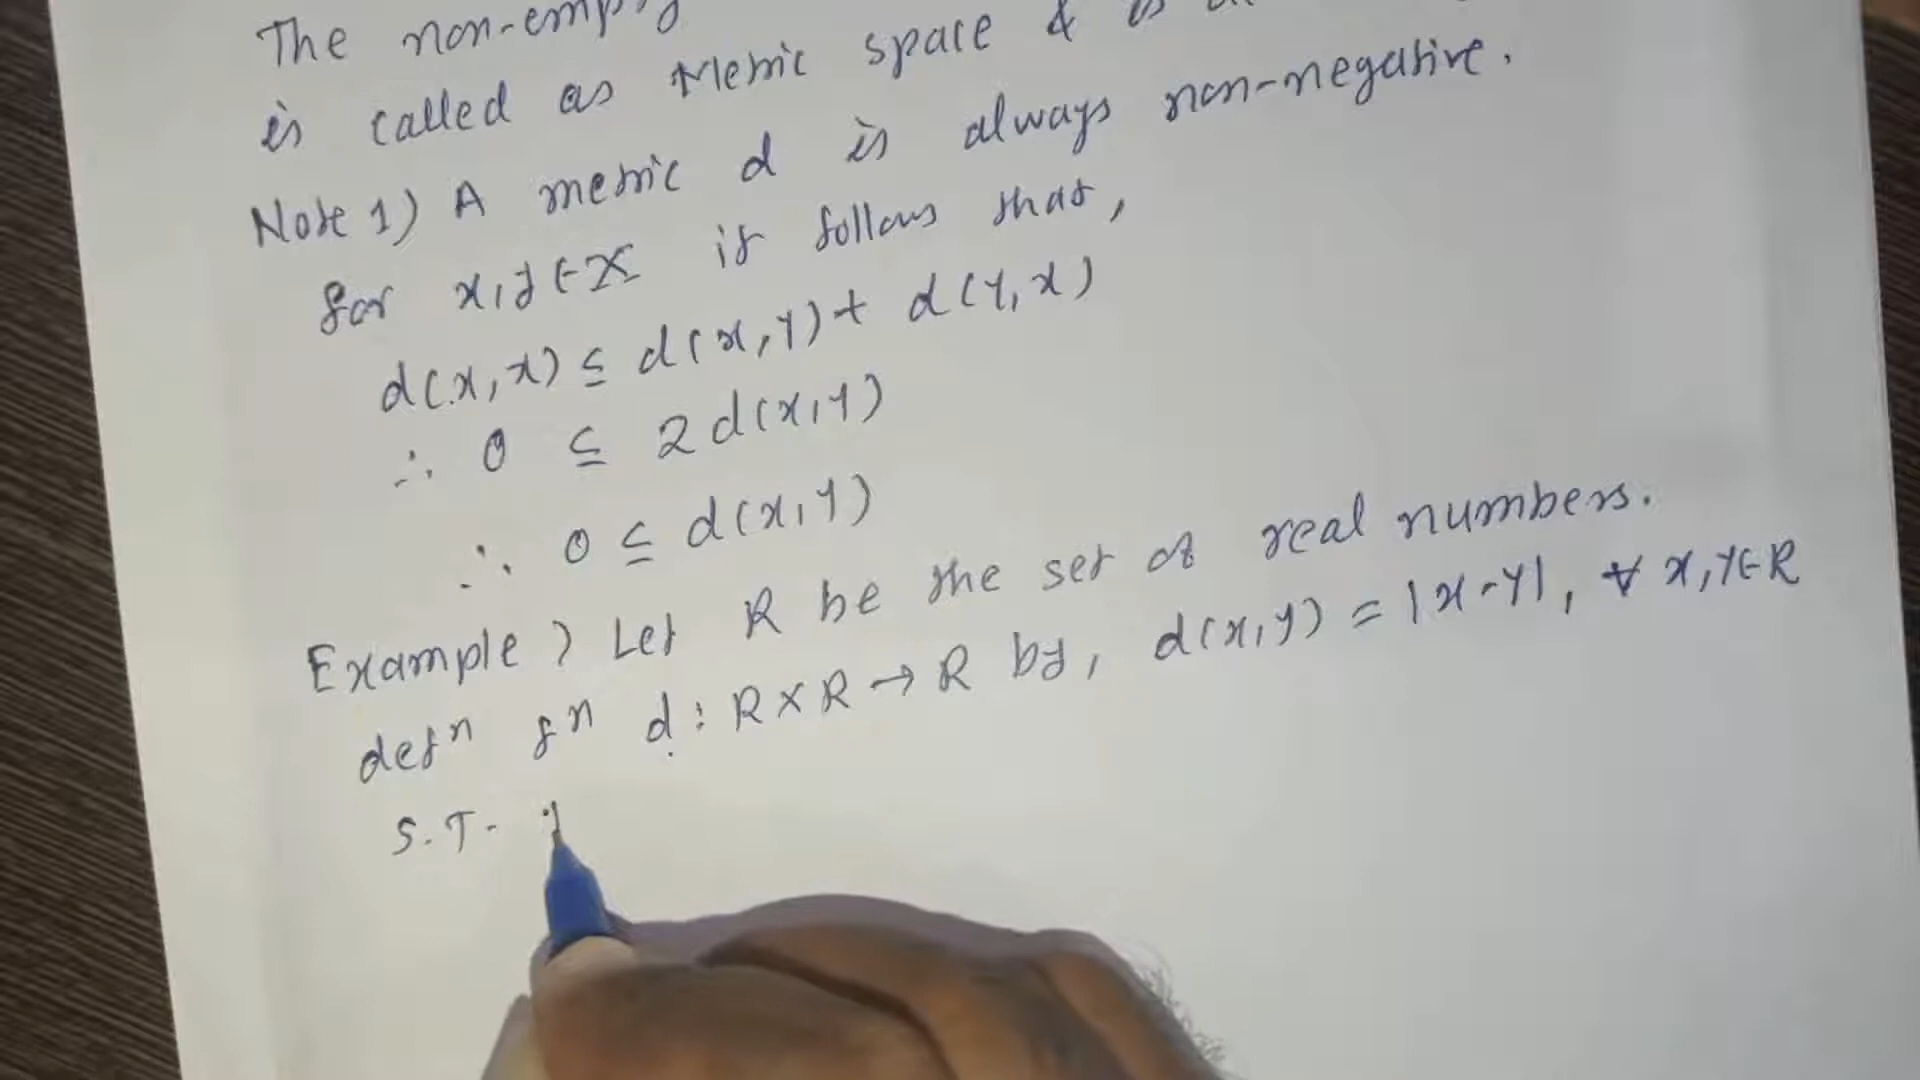 The non-empty
is called as Metric space & is
Note 1) A metric d is always non-negative.
for x,y∈X it follows that,
d(x,x) ≤ d(x,y) + d(y,x)
∴ 0 ≤ 2d(x,y)
∴ 0 ≤ d(x,y)
Example) Let R be the set of real numbers.
defⁿ fⁿ d: R×R→R by, d(x,y) = |x-y|, ∀ x,y∈R
S.T.